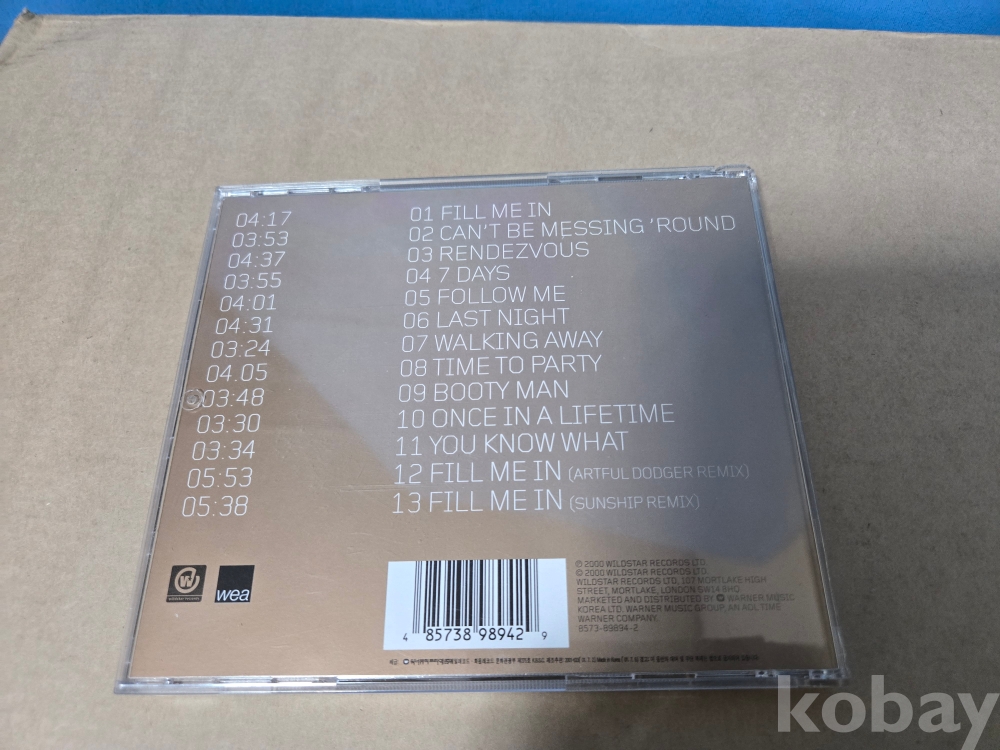 04:17 01 FILL ME IN
03:53 02 CAN'T BE MESSING 'ROUND
04:37 03 RENDEZVOUS
03:55 04 7 DAYS
04:01 05 FOLLOW ME
04:31 06 LAST NIGHT
03:24 07 WALKING AWAY
04.05 08 TIME TO PARTY
03:48 09 BOOTY MAN
03:30 10 ONCE IN A LIFETIME
03:34 11 YOU KNOW WHAT
05:53 12 FILL ME IN (ARTFUL DODGER REMIX)
05:38 13 FILL ME IN (SUNSHIP REMIX)
wea
4 85738 98942 9
℗ 2000 WILDSTAR RECORDS LTD.
© 2000 WILDSTAR RECORDS LTD.
WILDSTAR RECORDS LTD, 107 MORTLAKE HIGH
STREET, MORTLAKE, LONDON SW14 8HQ
MARKETED AND DISTRIBUTED BY WARNER MUSIC
KOREA LTD. WARNER MUSIC GROUP, AN AOL TIME
WARNER COMPANY.
8573-89894-2
kobay